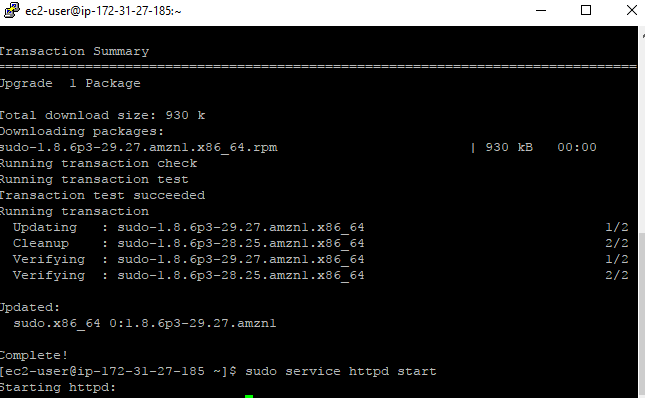 ec2-user@ip-172-31-27-185:~
Transaction Summary
================================================================================
Upgrade  1 Package
Total download size: 930 k
Downloading packages:
sudo-1.8.6p3-29.27.amzn1.x86_64.rpm | 930 kB 00:00
Running transaction check
Running transaction test
Transaction test succeeded
Running transaction
Updating : sudo-1.8.6p3-29.27.amzn1.x86_64 1/2
Cleanup : sudo-1.8.6p3-28.25.amzn1.x86_64 2/2
Verifying : sudo-1.8.6p3-29.27.amzn1.x86_64 1/2
Verifying : sudo-1.8.6p3-28.25.amzn1.x86_64 2/2
Updated:
sudo.x86_64 0:1.8.6p3-29.27.amzn1
Complete!
[ec2-user@ip-172-31-27-185 ~]$ sudo service httpd start
Starting httpd: